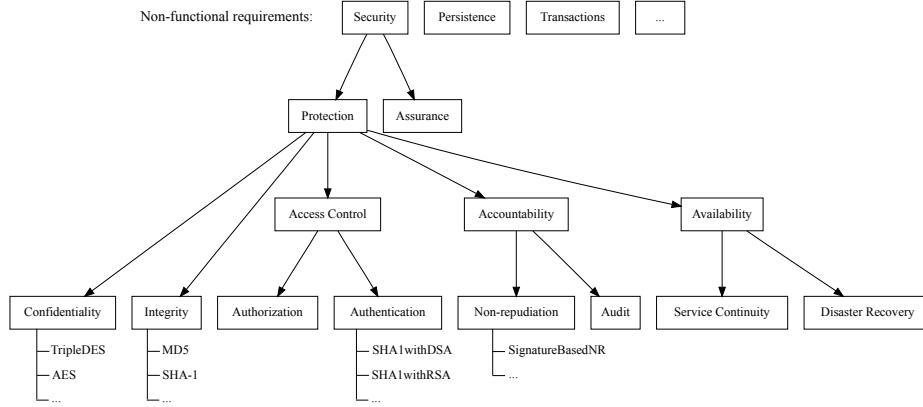 Non-functional requirements: Security Persistence Transactions ...
Protection Assurance
Access Control Accountability Availability
Confidentiality Integrity Authorization Authentication Non-repudiation Audit Service Continuity Disaster Recovery
TripleDES MD5 SHA1withDSA SignatureBasedNR
AES SHA-1 SHA1withRSA ...
... ... ...